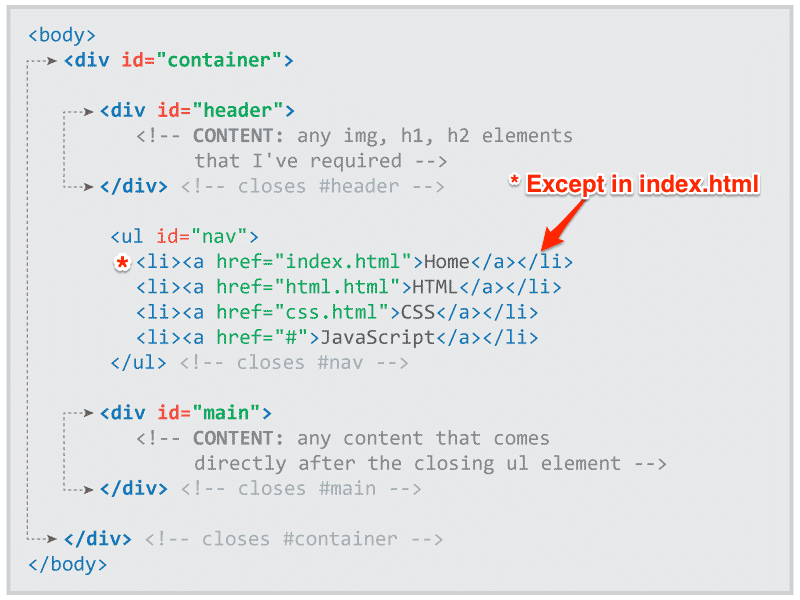 <body>
<div id="container">
<div id="header">
<!-- CONTENT: any img, h1, h2 elements
that I've required -->
</div> <!-- closes #header -->
* Except in index.html
<ul id="nav">
* <li><a href="index.html">Home</a></li>
<li><a href="html.html">HTML</a></li>
<li><a href="css.html">CSS</a></li>
<li><a href="#">JavaScript</a></li>
</ul> <!-- closes #nav -->
<div id="main">
<!-- CONTENT: any content that comes
directly after the closing ul element -->
</div> <!-- closes #main -->
</div> <!-- closes #container -->
</body>